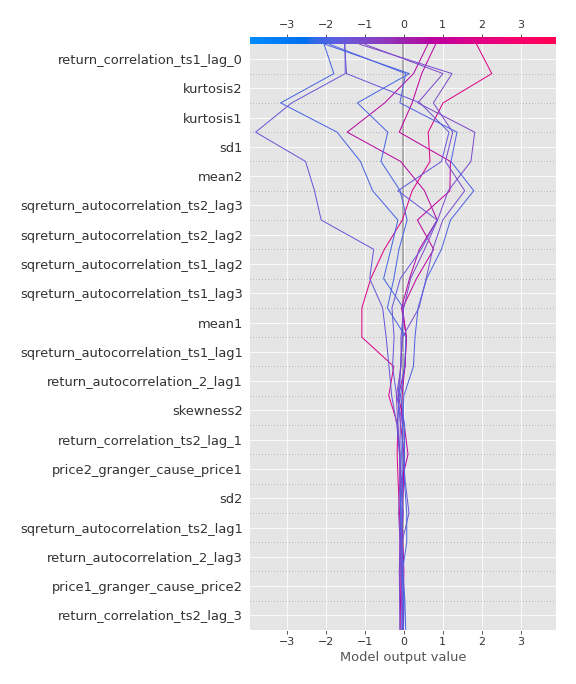 −3 −2 −1 0 1 2 3
return_correlation_ts1_lag_0
kurtosis2
kurtosis1
sd1
mean2
sqreturn_autocorrelation_ts2_lag3
sqreturn_autocorrelation_ts2_lag2
sqreturn_autocorrelation_ts1_lag2
sqreturn_autocorrelation_ts1_lag3
mean1
sqreturn_autocorrelation_ts1_lag1
return_autocorrelation_2_lag1
skewness2
return_correlation_ts2_lag_1
price2_granger_cause_price1
sd2
sqreturn_autocorrelation_ts2_lag1
return_autocorrelation_2_lag3
price1_granger_cause_price2
return_correlation_ts2_lag_3
−3 −2 −1 0 1 2 3
Model output value